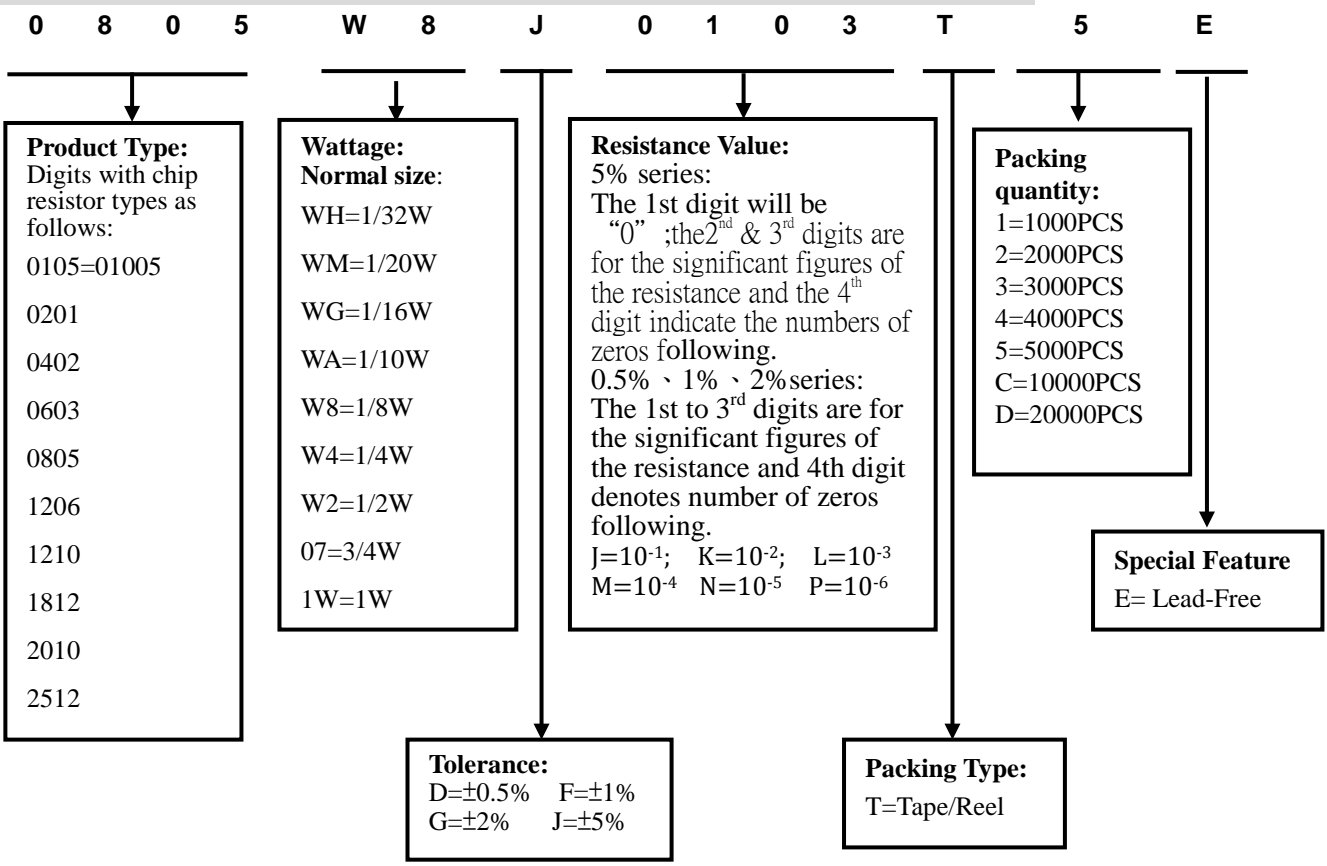 0 8 0 5 W 8 J 0 1 0 3 T 5 E
Product Type:
Digits with chip
resistor types as
follows:
0105=01005
0201
0402
0603
0805
1206
1210
1812
2010
2512
Wattage:
Normal size:
WH=1/32W
WM=1/20W
WG=1/16W
WA=1/10W
W8=1/8W
W4=1/4W
W2=1/2W
07=3/4W
1W=1W
Resistance Value:
5% series:
The 1st digit will be
“0” ;the2nd & 3rd digits are
for the significant figures of
the resistance and the 4th
digit indicate the numbers of
zeros following.
0.5%、1%、2%series:
The 1st to 3rd digits are for
the significant figures of
the resistance and 4th digit
denotes number of zeros
following.
J=10-1; K=10-2; L=10-3
M=10-4 N=10-5 P=10-6
Packing
quantity:
1=1000PCS
2=2000PCS
3=3000PCS
4=4000PCS
5=5000PCS
C=10000PCS
D=20000PCS
Special Feature
E= Lead-Free
Tolerance:
D=±0.5% F=±1%
G=±2% J=±5%
Packing Type:
T=Tape/Reel